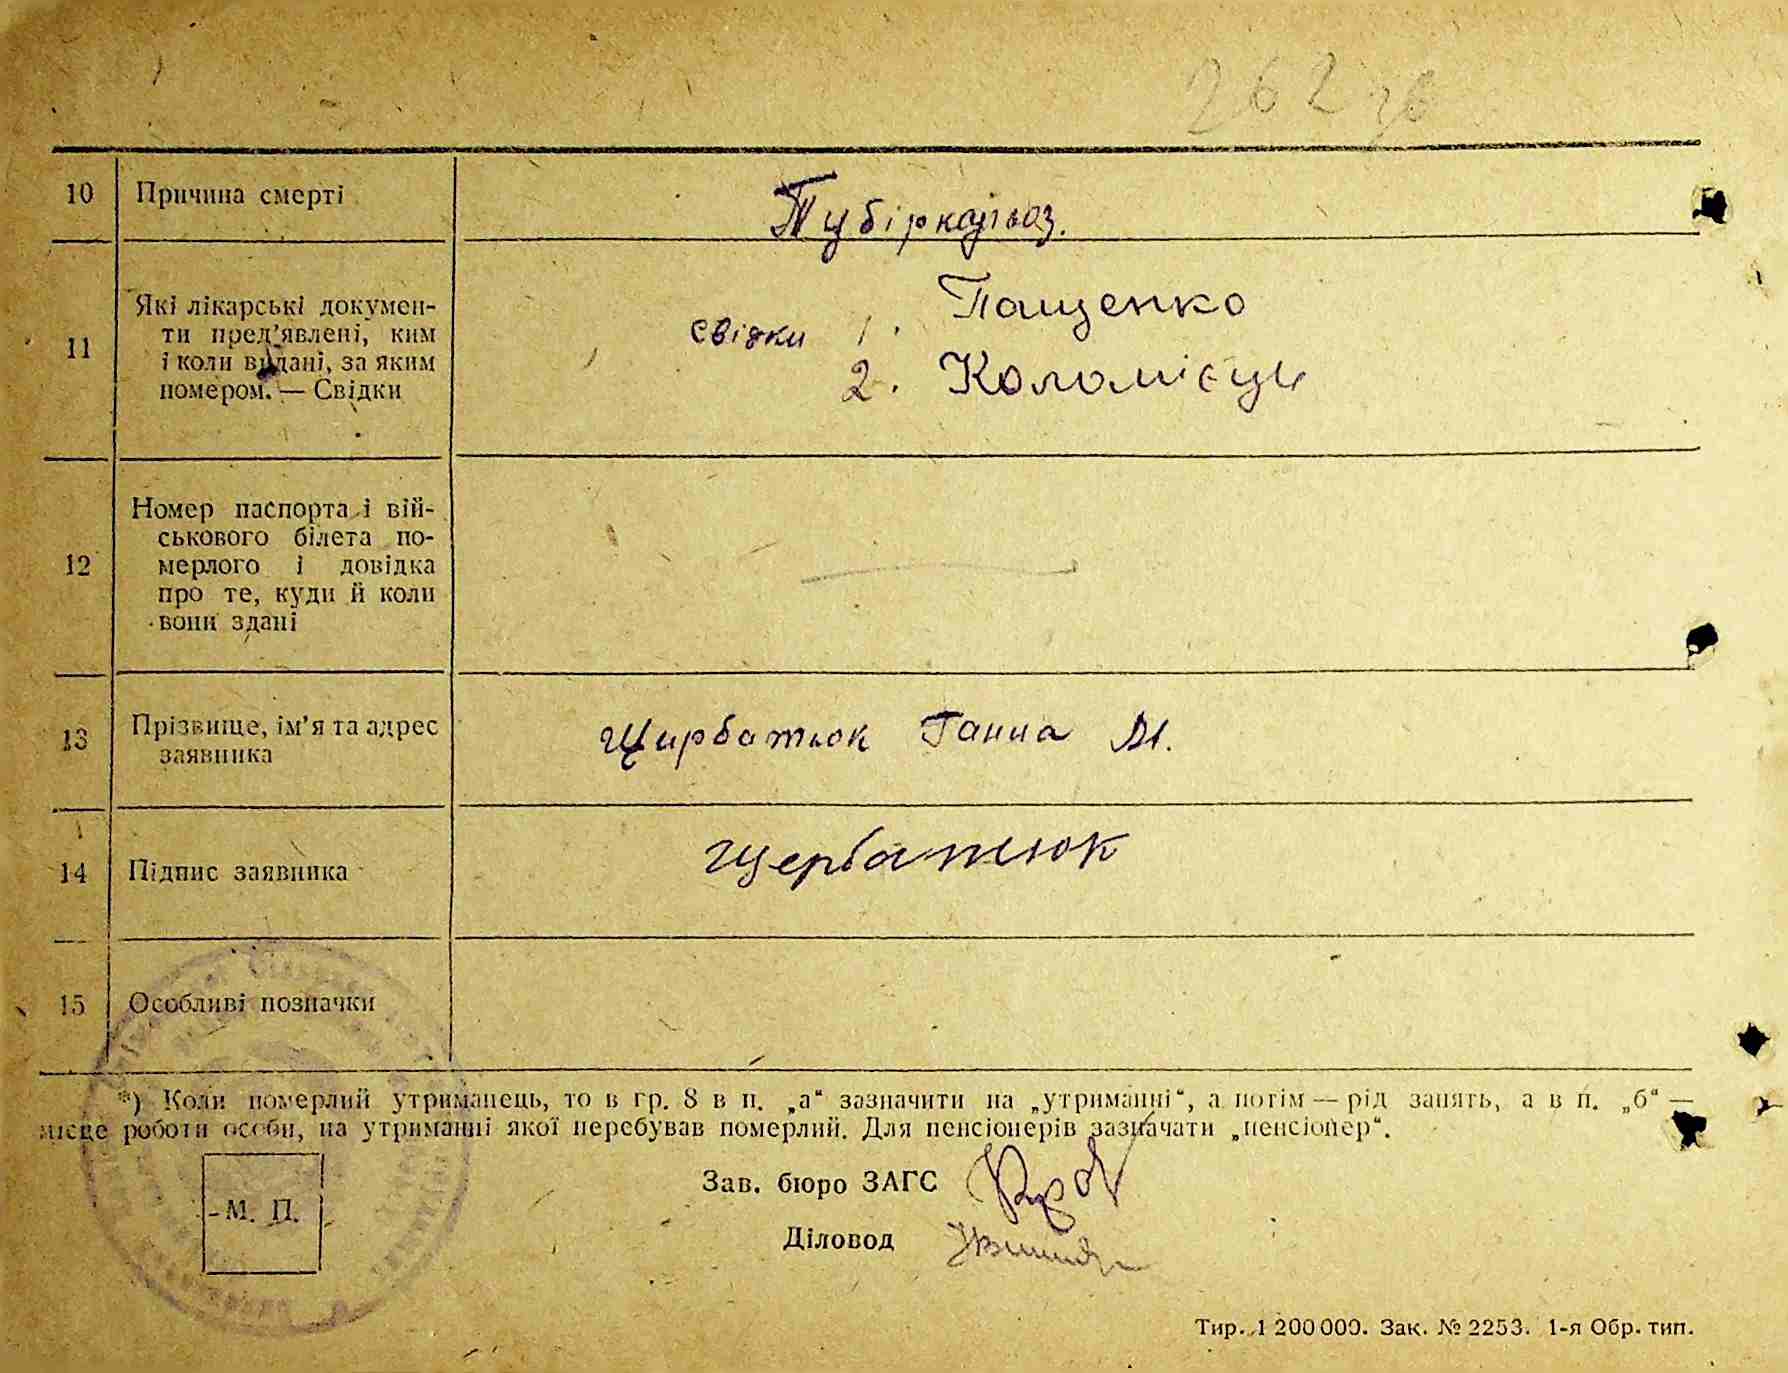 262 зв
10 Причина смерті Тубіркольоз.
11 Які лікарські докумен-
ти пред’явлені, ким
і коли видані, за яким
номером. — Свідки
свідки 1. Пащенко
2. Коломієць
12 Номер паспорта і вій-
ськового білета по-
мерлого і довідка
про те, куди й коли
вони здані
13 Прізвище, ім’я та адрес
заявника
Щирбатюк Ганна М.
14 Підпис заявника Щербатюк
15 Особливі позначки
*) Коли померлий утриманець, то в гр. 8 в п. „а“ зазначити на „утриманні“, а потім — рід занять, а в п. „б“ —
місце роботи особи, на утриманні якої перебував померлий. Для пенсіонерів зазначати „пенсіонер“.
Зав. бюро ЗАГС
М. П.
Діловод
Тир. 1 200 000. Зак. № 2253. 1-я Обр. тип.